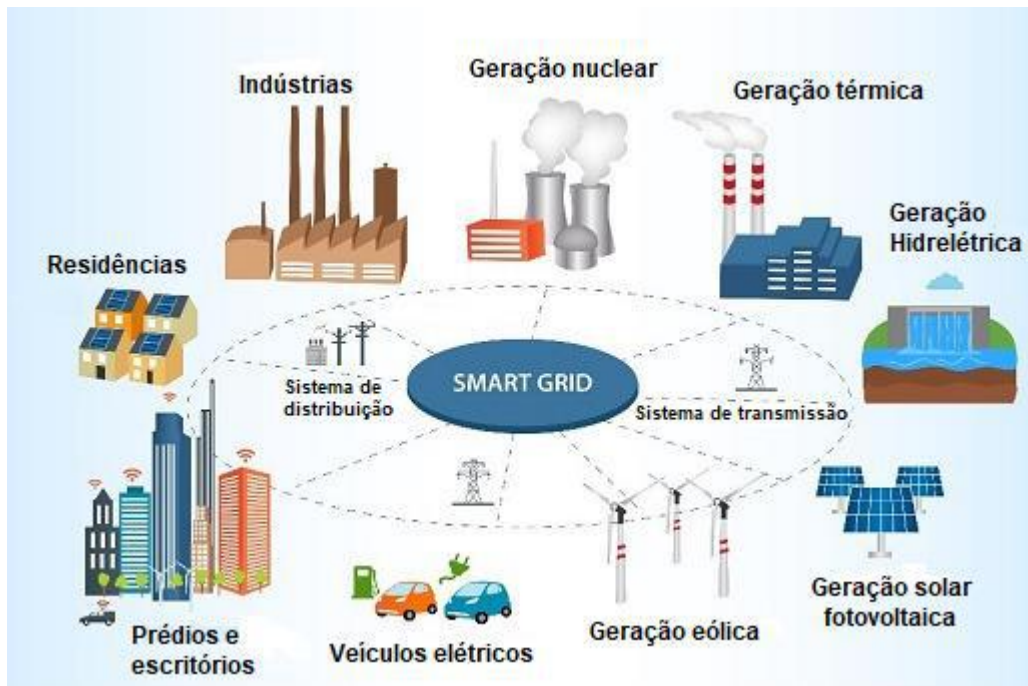 Indústrias
Geração nuclear
Geração térmica
Geração
Hidrelétrica
Residências
Sistema de
distribuição
SMART GRID
Sistema de transmissão
Prédios e
escritórios
Veículos elétricos
Geração eólica
Geração solar
fotovoltaica